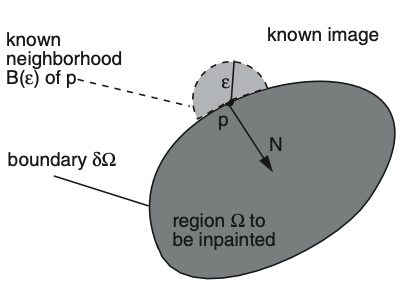 known
neighborhood
B(ε) of p
known image
ε
p
N
boundary δΩ
region Ω to
be inpainted